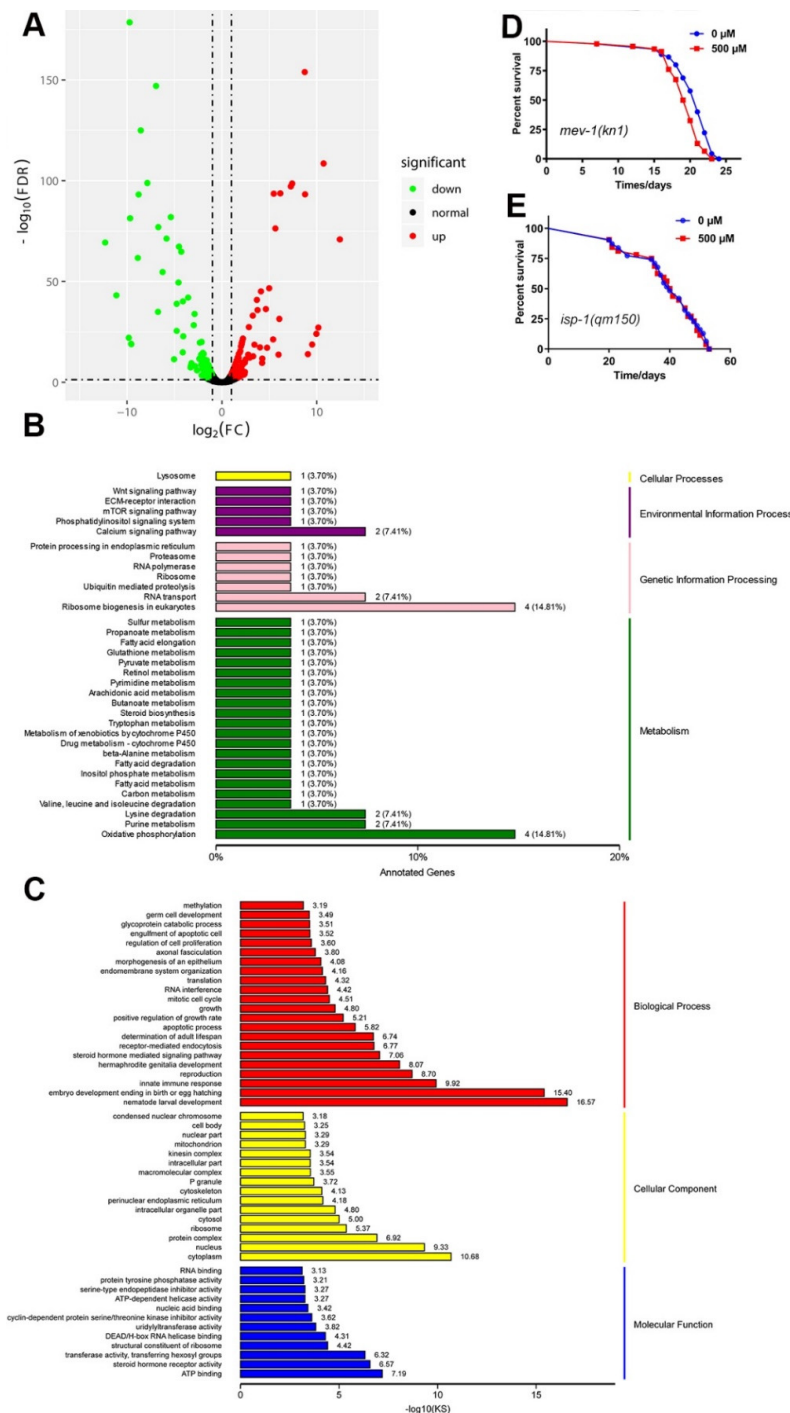 A
150
100
50
0
- log10(FDR)
−10
0
10
log2(FC)
significant
down
normal
up
D
0 µM
500 µM
100
75
50
25
0
Percent survival
mev-1(kn1)
0 5 10 15 20 25
Times/days
E
0 µM
500 µM
100
75
50
25
0
Percent survival
isp-1(qm150)
0 20 40 60
Time/days
B
Lysosome 1 (3.70%)
Cellular Processes
Wnt signaling pathway 1 (3.70%)
ECM-receptor interaction 1 (3.70%)
mTOR signaling pathway 1 (3.70%)
Phosphatidylinositol signaling system 1 (3.70%)
Calcium signaling pathway 2 (7.41%)
Environmental Information Process
Protein processing in endoplasmic reticulum 1 (3.70%)
Proteasome 1 (3.70%)
RNA polymerase 1 (3.70%)
Ribosome 1 (3.70%)
Ubiquitin mediated proteolysis 1 (3.70%)
RNA transport 2 (7.41%)
Ribosome biogenesis in eukaryotes 4 (14.81%)
Genetic Information Processing
Sulfur metabolism 1 (3.70%)
Propanoate metabolism 1 (3.70%)
Fatty acid elongation 1 (3.70%)
Glutathione metabolism 1 (3.70%)
Pyruvate metabolism 1 (3.70%)
Retinol metabolism 1 (3.70%)
Pyrimidine metabolism 1 (3.70%)
Arachidonic acid metabolism 1 (3.70%)
Butanoate metabolism 1 (3.70%)
Steroid biosynthesis 1 (3.70%)
Tryptophan metabolism 1 (3.70%)
Metabolism of xenobiotics by cytochrome P450 1 (3.70%)
Drug metabolism - cytochrome P450 1 (3.70%)
beta-Alanine metabolism 1 (3.70%)
Fatty acid degradation 1 (3.70%)
Inositol phosphate metabolism 1 (3.70%)
Fatty acid metabolism 1 (3.70%)
Carbon metabolism 1 (3.70%)
Valine, leucine and isoleucine degradation 1 (3.70%)
Lysine degradation 2 (7.41%)
Purine metabolism 2 (7.41%)
Oxidative phosphorylation 4 (14.81%)
Metabolism
0% 10% 20%
Annotated Genes
C
methylation 3.19
germ cell development 3.49
glycoprotein catabolic process 3.51
engulfment of apoptotic cell 3.52
regulation of cell proliferation 3.60
axonal fasciculation 3.80
morphogenesis of an epithelium 4.08
endomembrane system organization 4.16
translation 4.32
RNA interference 4.42
mitotic cell cycle 4.51
growth 4.80
positive regulation of growth rate 5.21
apoptotic process 5.82
determination of adult lifespan 6.74
receptor-mediated endocytosis 6.77
steroid hormone mediated signaling pathway 7.06
hermaphrodite genitalia development 8.07
reproduction 8.70
innate immune response 9.92
embryo development ending in birth or egg hatching 15.40
nematode larval development 16.57
Biological Process
condensed nuclear chromosome 3.18
cell body 3.25
nuclear part 3.29
mitochondrion 3.29
kinesin complex 3.54
intracellular part 3.54
macromolecular complex 3.55
P granule 3.72
cytoskeleton 4.13
perinuclear endoplasmic reticulum 4.18
intracellular organelle part 4.80
cytosol 5.00
ribosome 5.37
protein complex 6.92
nucleus 9.33
cytoplasm 10.68
Cellular Component
RNA binding 3.13
protein tyrosine phosphatase activity 3.21
serine-type endopeptidase inhibitor activity 3.27
ATP-dependent helicase activity 3.27
nucleic acid binding 3.42
cyclin-dependent protein serine/threonine kinase inhibitor activity 3.62
uridylyltransferase activity 3.82
DEAD/H-box RNA helicase binding 4.31
structural constituent of ribosome 4.42
transferase activity, transferring hexosyl groups 6.32
steroid hormone receptor activity 6.57
ATP binding 7.19
Molecular Function
0 5 10 15
-log10(KS)